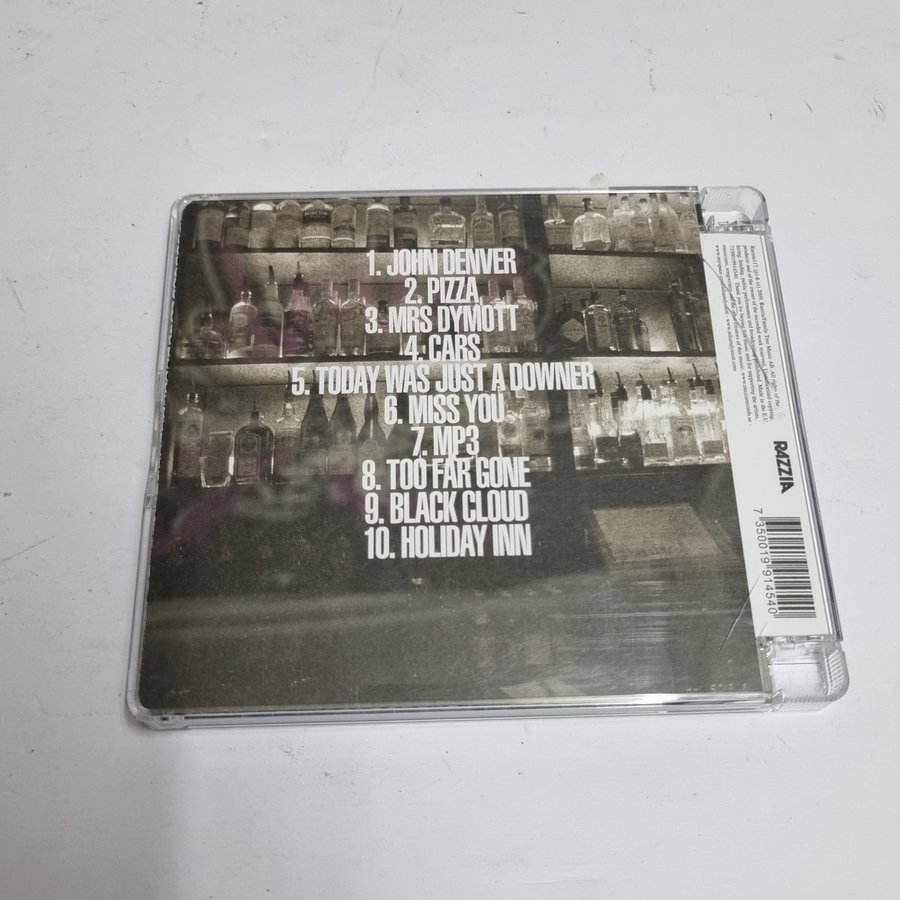 1. JOHN DENVER
2. PIZZA
3. MRS DYMOTT
4. CARS
5. TODAY WAS JUST A DOWNER
6. MISS YOU
7. MP3
8. TOO FAR GONE
9. BLACK CLOUD
10. HOLIDAY INN
RAZZIA
7 350019 914540